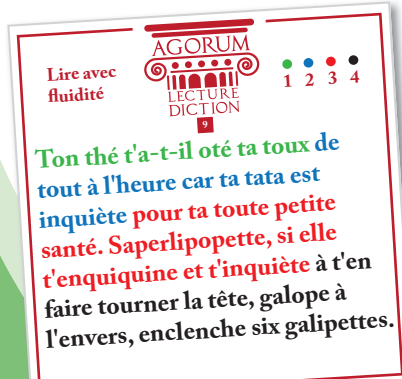 Lire avec
fluidité
AGORUM
LECTURE
DICTION
9
1 2 3 4
Ton thé t'a-t-il oté ta toux de
tout à l'heure car ta tata est
inquiète pour ta toute petite
santé. Saperlipopette, si elle
t'enquiquine et t'inquiète à t'en
faire tourner la tête, galope à
l'envers, enclenche six galipettes.